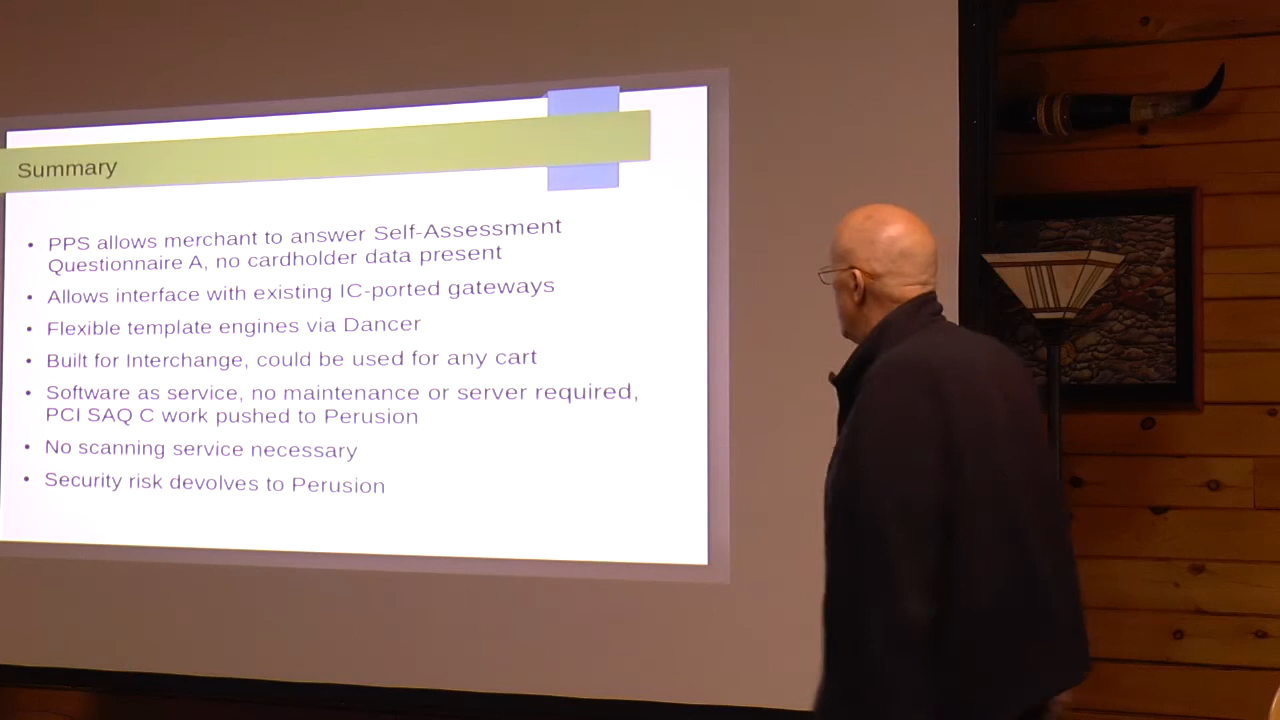 Summary
• PPS allows merchant to answer Self-Assessment
Questionnaire A, no cardholder data present
• Allows interface with existing IC-ported gateways
• Flexible template engines via Dancer
• Built for Interchange, could be used for any cart
• Software as service, no maintenance or server required,
PCI SAQ C work pushed to Perusion
• No scanning service necessary
• Security risk devolves to Perusion